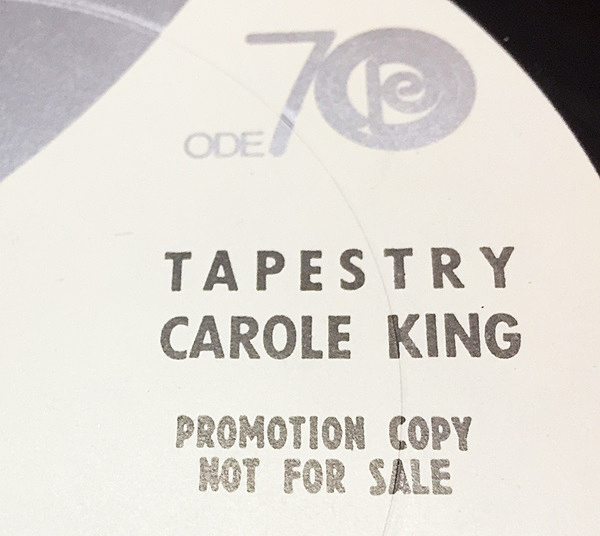 ODE 70
TAPESTRY
CAROLE KING
PROMOTION COPY
NOT FOR SALE